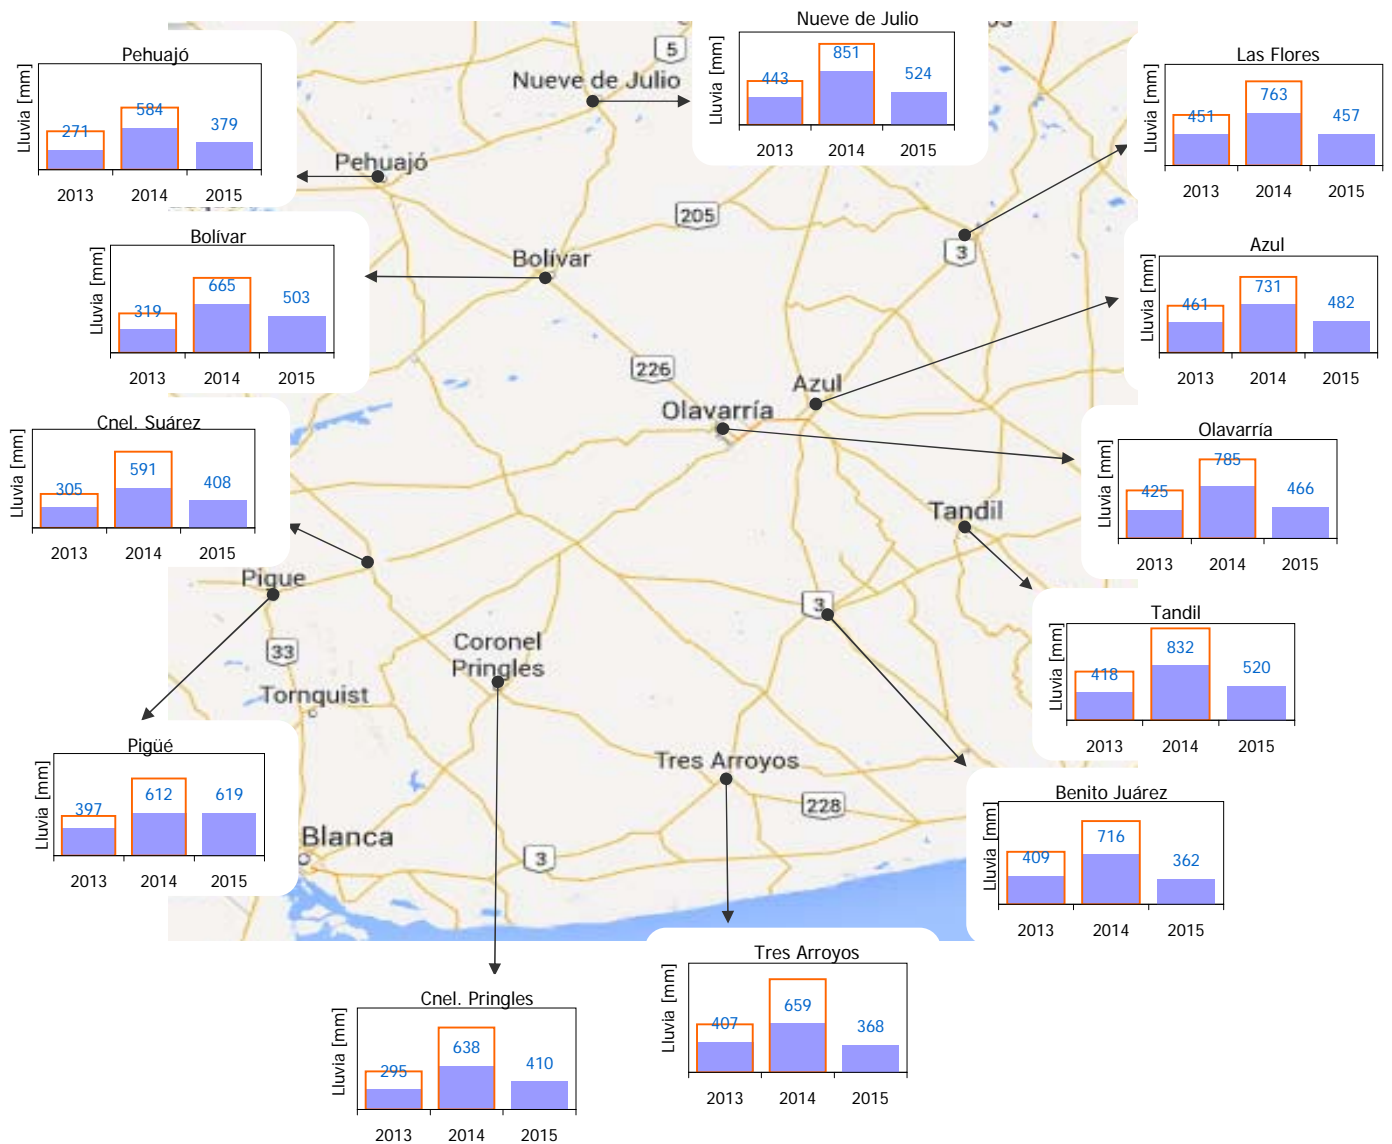 Pehuajó
Lluvia [mm]
271
584
379
2013
2014
2015
Nueve de Julio
Lluvia [mm]
443
851
524
2013
2014
2015
Las Flores
Lluvia [mm]
451
763
457
2013
2014
2015
Bolívar
Lluvia [mm]
319
665
503
2013
2014
2015
Azul
Lluvia [mm]
461
731
482
2013
2014
2015
Cnel. Suárez
Lluvia [mm]
305
591
408
2013
2014
2015
Olavarría
Lluvia [mm]
425
785
466
2013
2014
2015
Tandil
Lluvia [mm]
418
832
520
2013
2014
2015
Pigüé
Lluvia [mm]
397
612
619
2013
2014
2015
Benito Juárez
Lluvia [mm]
409
716
362
2013
2014
2015
Tres Arroyos
Lluvia [mm]
407
659
368
2013
2014
2015
Cnel. Pringles
Lluvia [mm]
295
638
410
2013
2014
2015
5
Nueve de Julio
Pehuajó
205
3
Bolívar
226
Azul
Olavarría
Tandil
Pigue
3
33
Coronel
Pringles
Tornquist
Tres Arroyos
228
Blanca
3